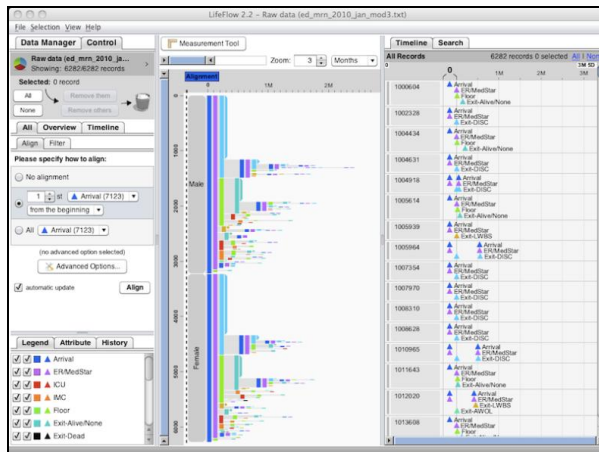 LifeFlow 2.2 – Raw data (ed_mrn_2010_jan_mod3.txt)
File Selection View Help
Data Manager Control
Raw data (ed_mrn_2010_ja...
Showing: 6282/6282 records
Selected: 0 record
All
Remove them
None
Remove others
All Overview Timeline
Align Filter
Please specify how to align:
No alignment
1 st Arrival (7123)
from the beginning
All Arrival (7123)
(no advanced option selected)
Advanced Options...
automatic update Align
Legend Attribute History
Arrival
ER/MedStar
ICU
IMC
Floor
Exit-Alive/None
Exit-Dead
Measurement Tool
Zoom: 3 Months
Alignment
0 1M 2M
0
1000
2000
3000
4000
5000
6000
Male
Female
Timeline Search
All Records 6282 records 0 selected All | Non
0 3M 5D
0 1M 2M 3M
1000604
Arrival
ER/MedStar
Floor
Exit-Alive/None
1002328
Arrival
ER/MedStar
Exit-DISC
1004434
Arrival
ER/MedStar
Floor
Exit-Alive/None
1004631
Arrival
ER/MedStar
Exit-DISC
1004918
Arrival
ER/MedStar
Exit-DISC
1005614
Arrival
ER/MedStar
Floor
Exit-Alive/None
1005939
Arrival
ER/MedStar
Exit-LWBS
1005964
Arrival
ER/MedStar
Exit-DISC
1007354
Arrival
ER/MedStar
Exit-DISC
1007970
Arrival
ER/MedStar
Exit-DISC
1008310
Arrival
ER/MedStar
Exit-DISC
1008628
Arrival
ER/MedStar
Exit-DISC
1010965
Arrival
ER/MedStar
Exit-DISC
1011643
Arrival
ER/MedStar
Floor
Exit-Alive/None
1012020
Arrival
ER/MedStar
Exit-LWBS
Exit-AWOL
1013608
Arrival
ER/MedStar
Exit-DISC